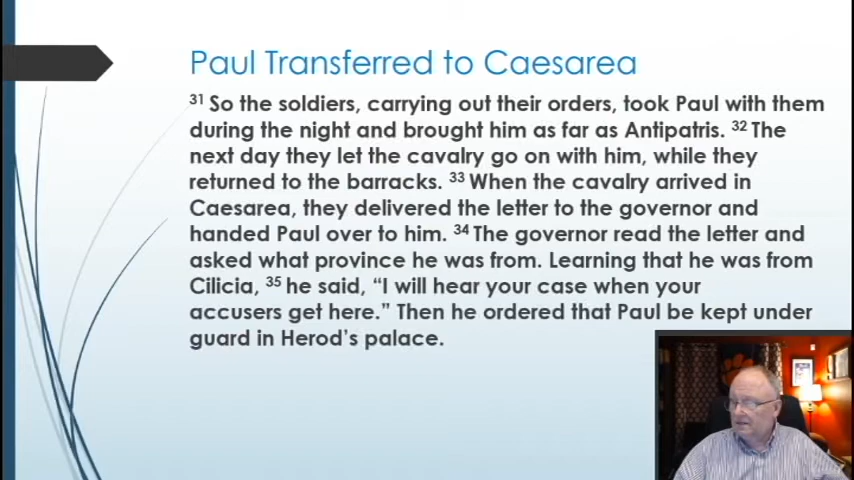 Paul Transferred to Caesarea
31 So the soldiers, carrying out their orders, took Paul with them
during the night and brought him as far as Antipatris. 32 The
next day they let the cavalry go on with him, while they
returned to the barracks. 33 When the cavalry arrived in
Caesarea, they delivered the letter to the governor and
handed Paul over to him. 34 The governor read the letter and
asked what province he was from. Learning that he was from
Cilicia, 35 he said, “I will hear your case when your
accusers get here.” Then he ordered that Paul be kept under
guard in Herod’s palace.